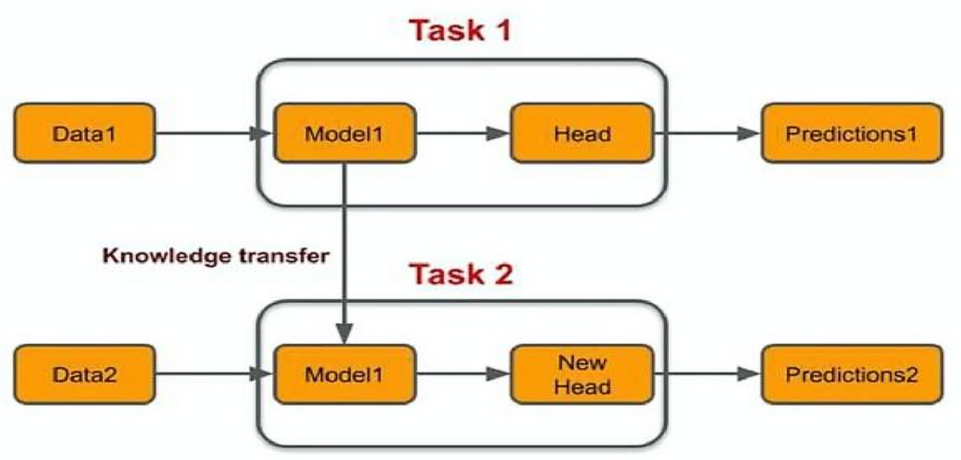 Task 1
Data1
Model1
Head
Predictions1
Knowledge transfer
Task 2
Data2
Model1
New
Head
Predictions2